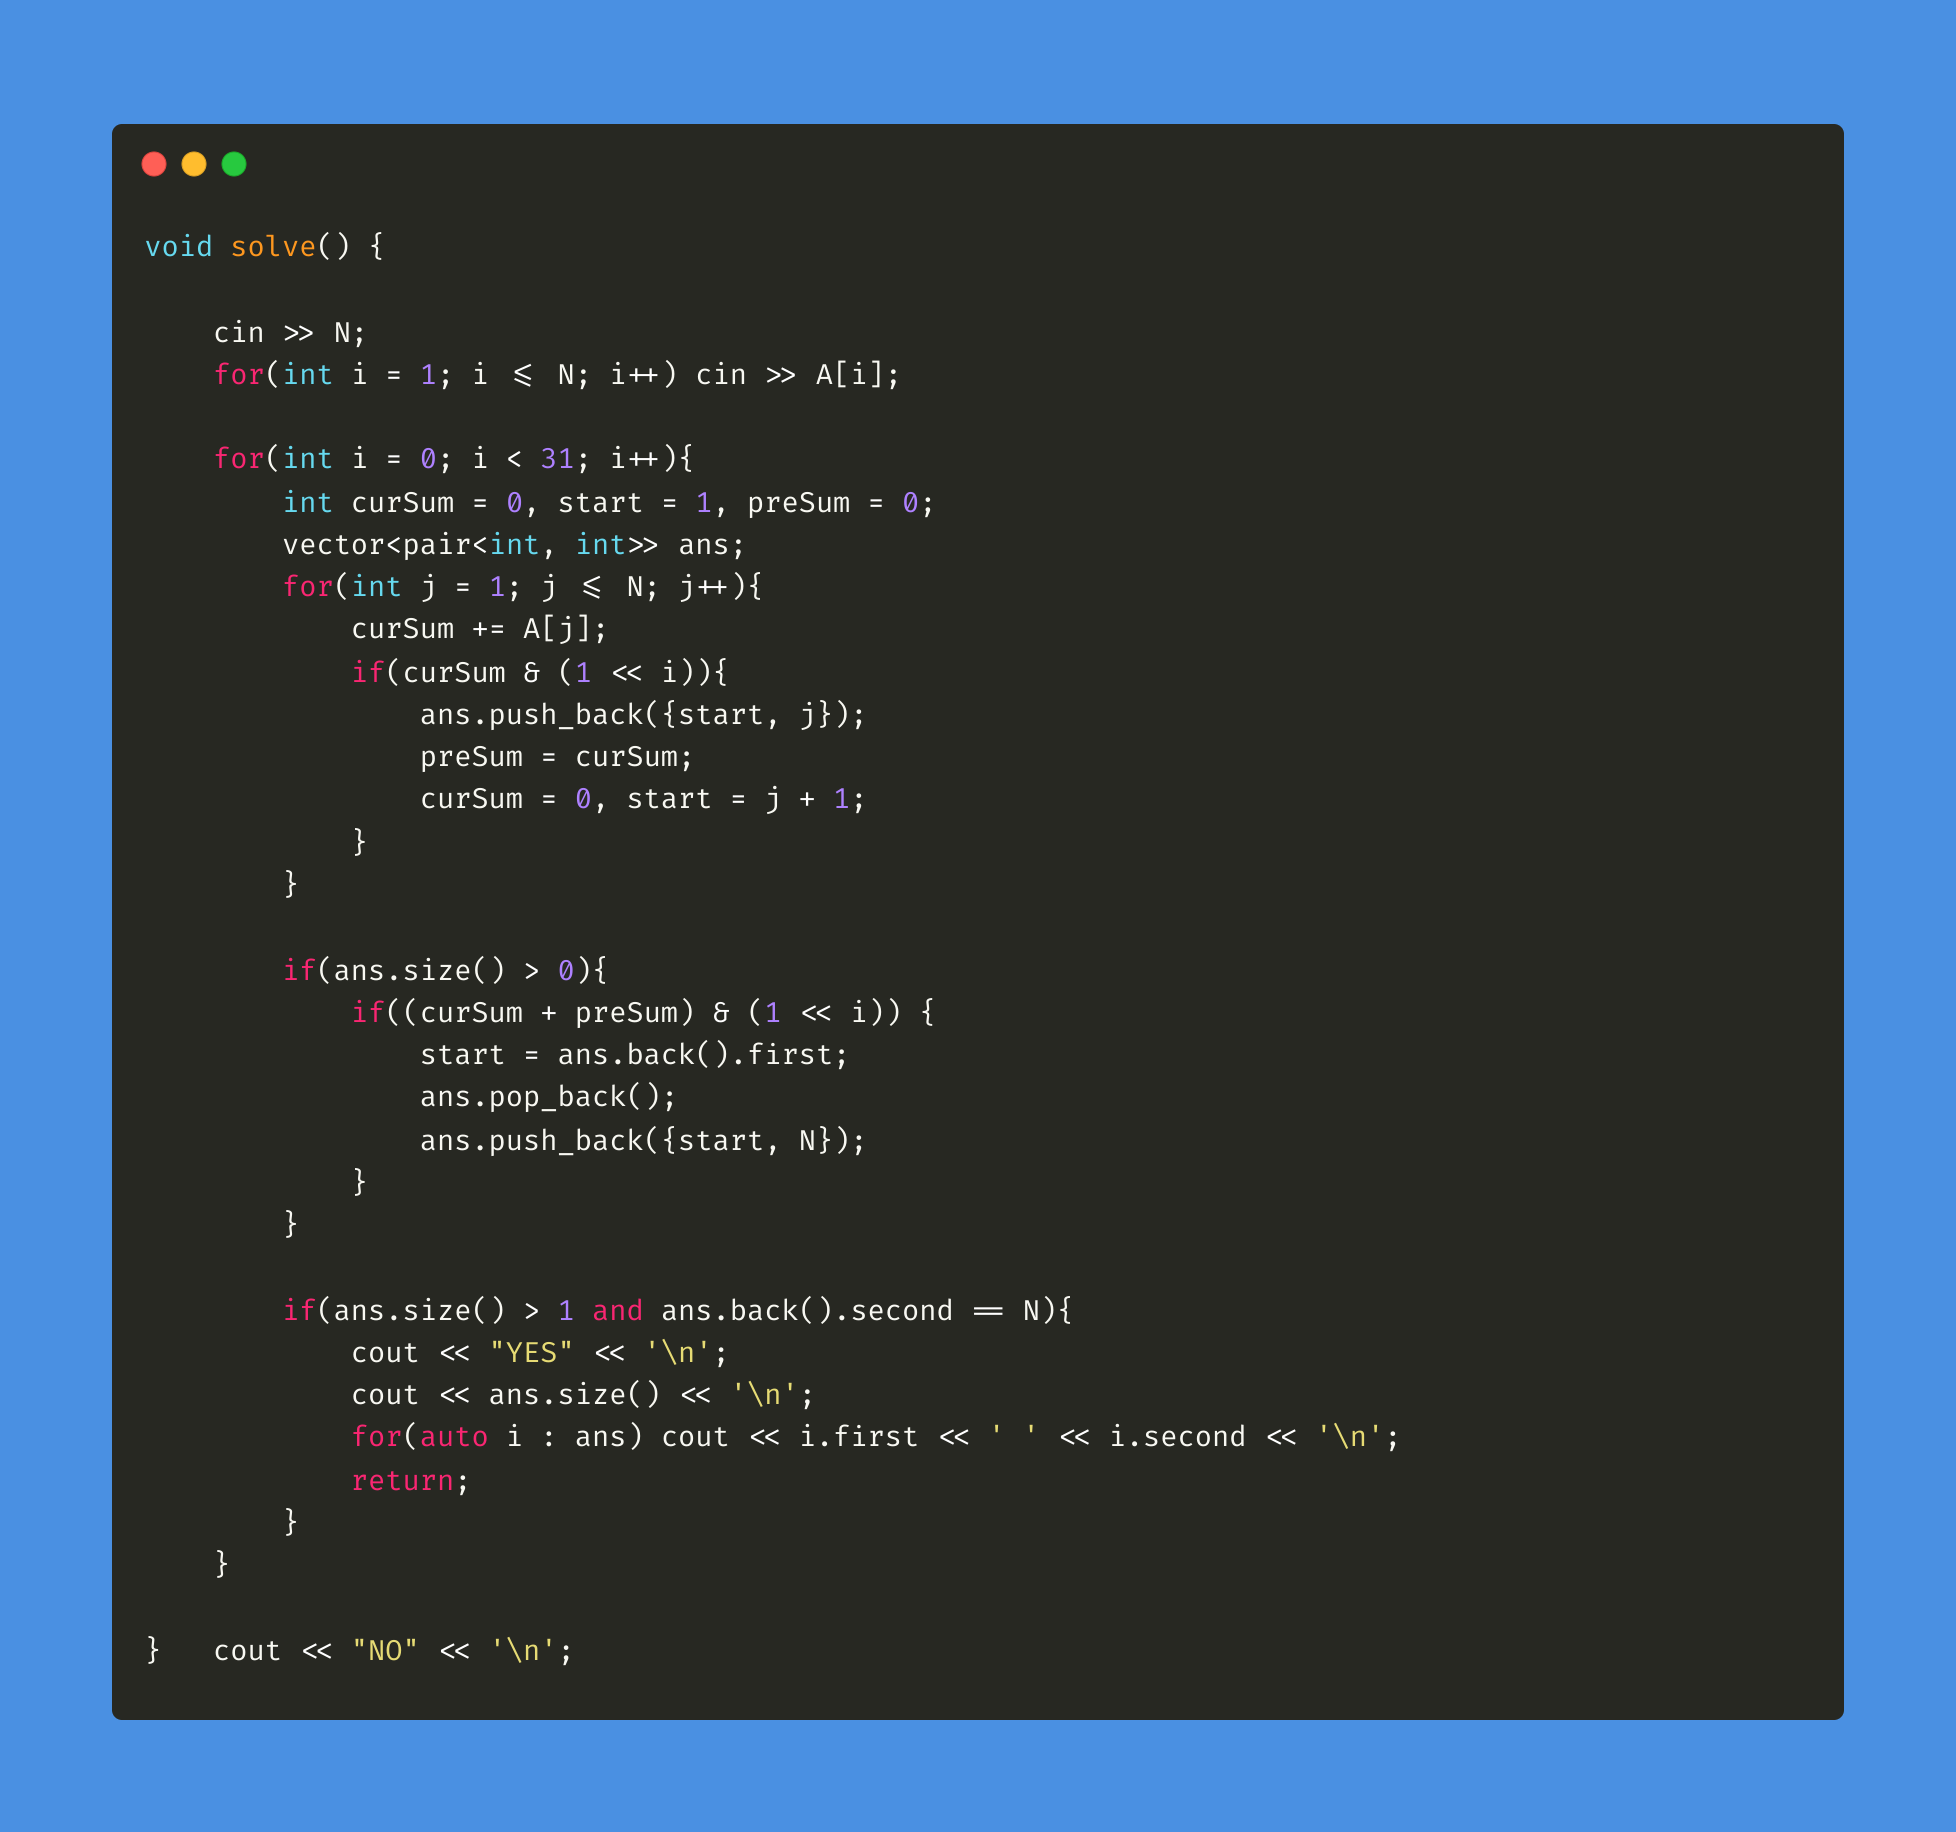 void solve() {
    cin >> N;
    for(int i = 1; i <= N; i++) cin >> A[i];
    for(int i = 0; i < 31; i++){
        int curSum = 0, start = 1, preSum = 0;
        vector<pair<int, int>> ans;
        for(int j = 1; j <= N; j++){
            curSum += A[j];
            if(curSum & (1 << i)){
                ans.push_back({start, j});
                preSum = curSum;
                curSum = 0, start = j + 1;
            }
        }
        if(ans.size() > 0){
            if((curSum + preSum) & (1 << i)) {
                start = ans.back().first;
                ans.pop_back();
                ans.push_back({start, N});
            }
        }
        if(ans.size() > 1 and ans.back().second == N){
            cout << "YES" << '\n';
            cout << ans.size() << '\n';
            for(auto i : ans) cout << i.first << ' ' << i.second << '\n';
            return;
        }
    }
}   cout << "NO" << '\n';